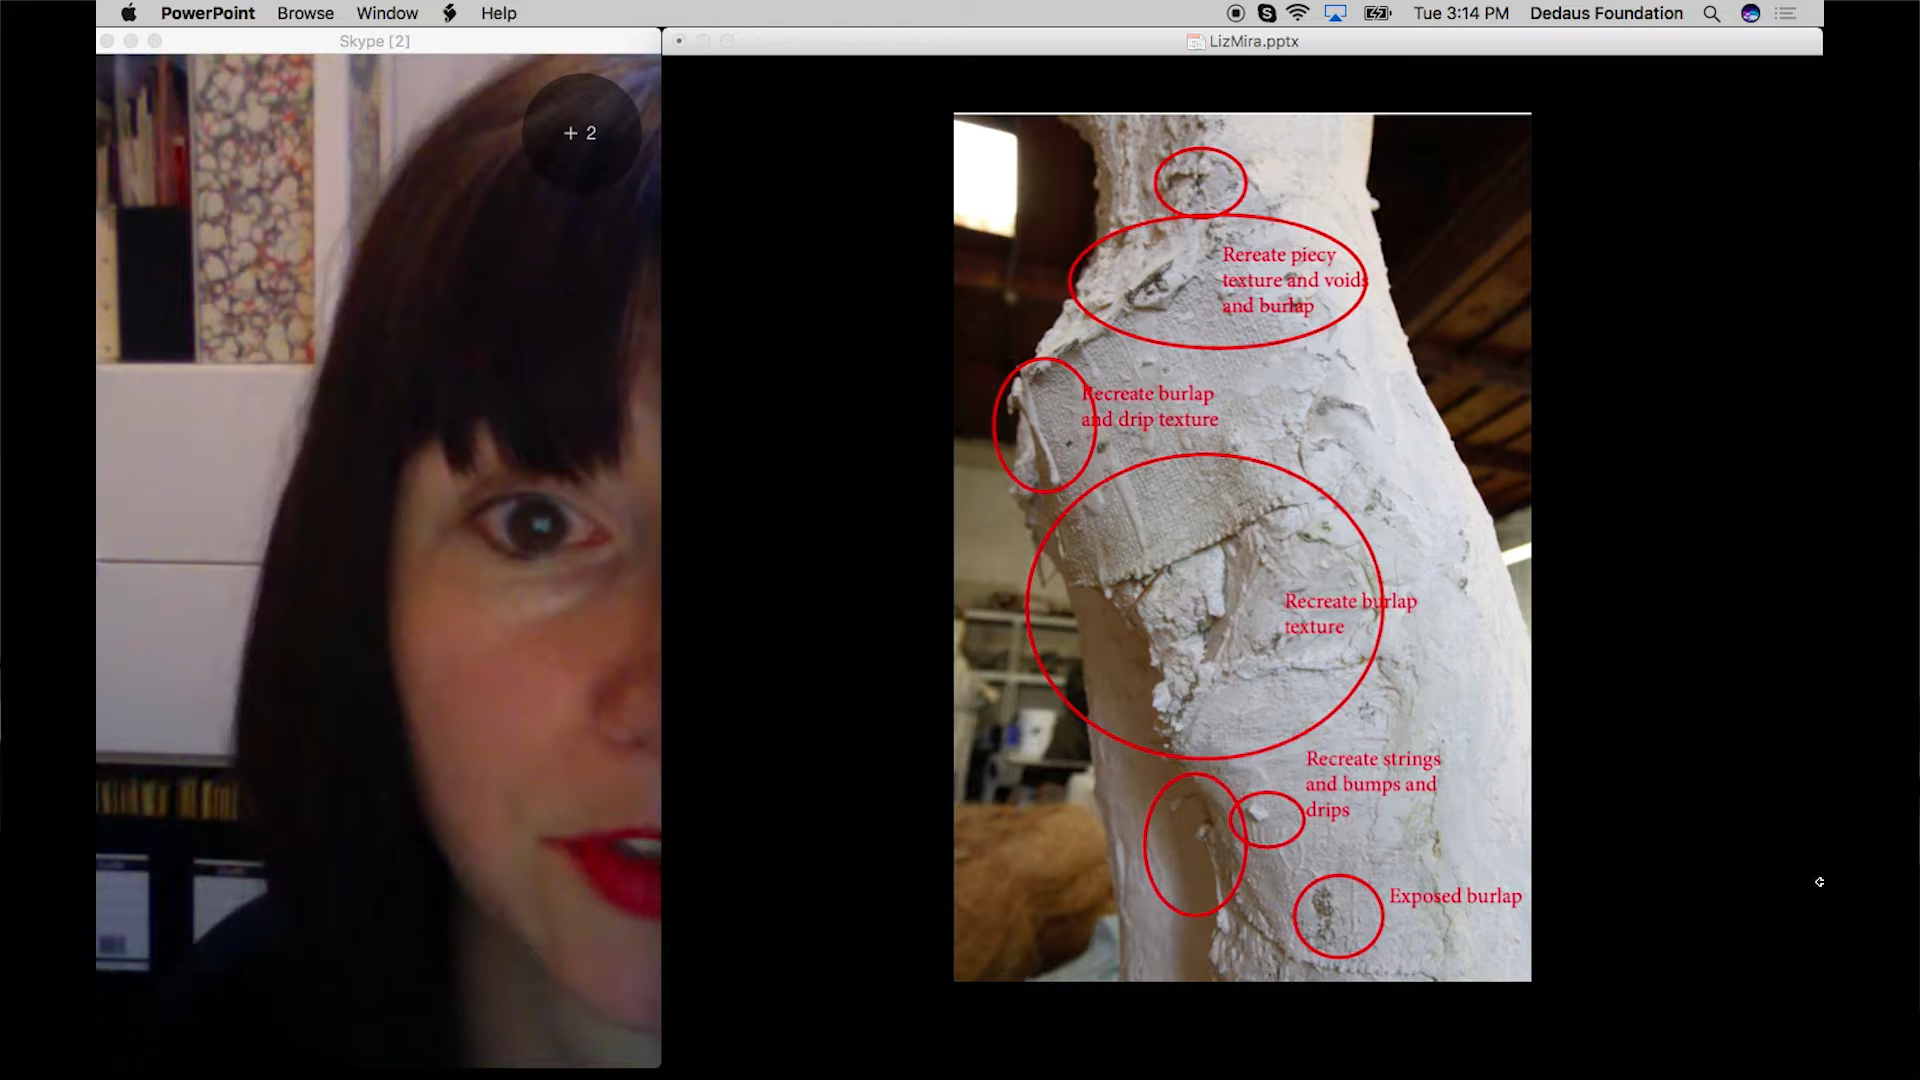 PowerPoint Browse Window Help
Tue 3:14 PM Dedaus Foundation
Skype [2]
LizMira.pptx
+ 2
Rereate piecy
texture and voids
and burlap
Recreate burlap
and drip texture
Recreate burlap
texture
Recreate strings
and bumps and
drips
Exposed burlap